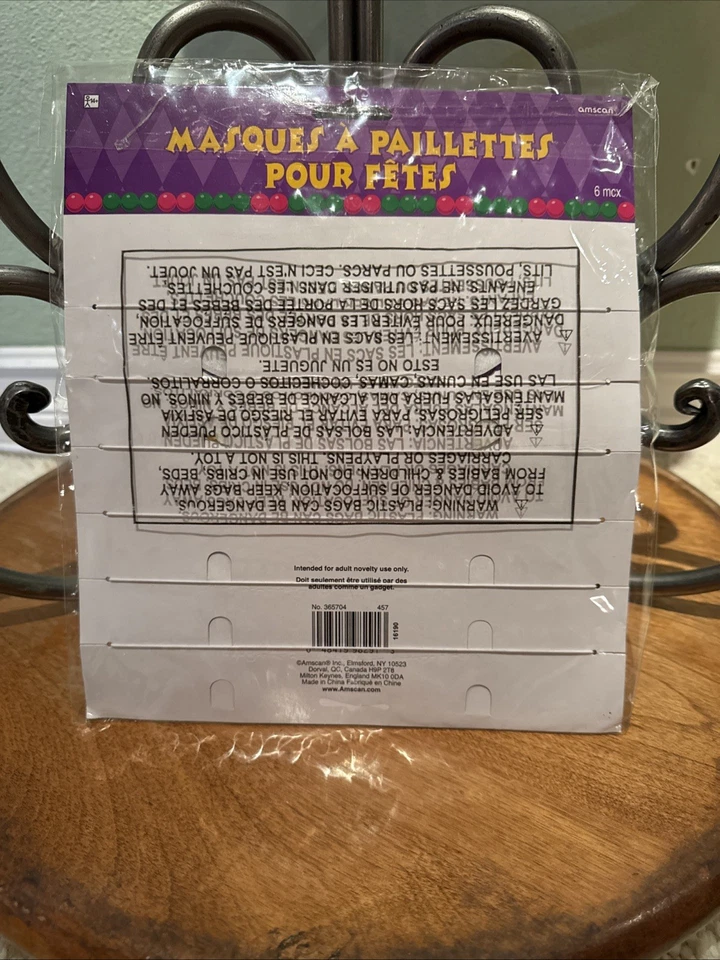 amscan
MASQUES À PAILLETTES
POUR FÊTES
6 mcx
WARNING: PLASTIC BAGS CAN BE DANGEROUS.
TO AVOID DANGER OF SUFFOCATION, KEEP BAGS AWAY
FROM BABIES & CHILDREN. DO NOT USE IN CRIBS, BEDS,
CARRIAGES OR PLAYPENS. THIS IS NOT A TOY.
ADVERTENCIA: LAS BOLSAS DE PLASTICO PUEDEN
SER PELIGROSAS, PARA EVITAR EL RIESGO DE ASFIXIA
MANTENGALAS FUERA DEL ALCANCE DE BEBES Y NINOS. NO
LAS USE EN CUNAS, CAMAS, COCHECITOS O CORRALITOS.
ESTO NO ES UN JUGUETE.
AVERTISSEMENT: LES SACS EN PLASTIQUE PEUVENT ÊTRE
DANGEREUX. POUR ÉVITER LES DANGERS DE SUFFOCATION,
GARDEZ LES SACS HORS DE LA PORTÉE DES BÉBÉS ET DES
ENFANTS. NE PAS UTILISER DANS LES COUCHETTES,
LITS, POUSSETTES OU PARCS. CECI N'EST PAS UN JOUET.
Intended for adult novelty use only.
Doit seulement être utilisé par des
adultes comme un gadget.
No. 365704 457
16190
©Amscan® Inc., Elmsford, NY 10523
Dorval, QC, Canada H9P 2T8
Milton Keynes, England MK10 0DA
Made in China Fabriqué en Chine
www.Amscan.com